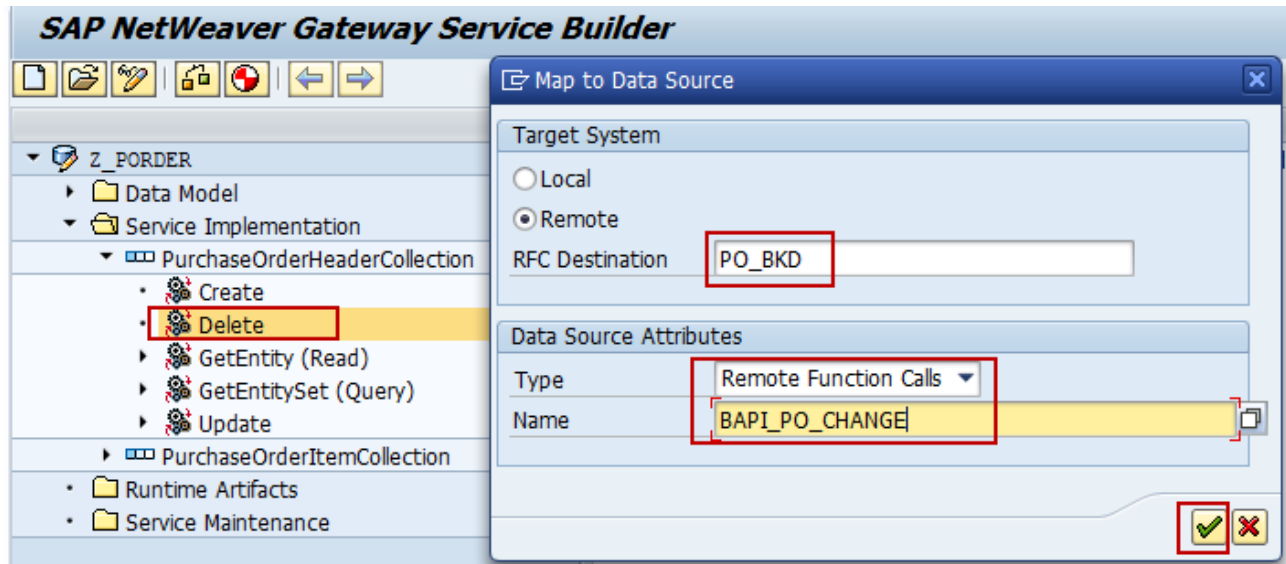 SAP NetWeaver Gateway Service Builder
Z_PORDER
Data Model
Service Implementation
PurchaseOrderHeaderCollection
Create
Delete
GetEntity (Read)
GetEntitySet (Query)
Update
PurchaseOrderItemCollection
Runtime Artifacts
Service Maintenance
Map to Data Source
Target System
Local
Remote
RFC Destination PO_BKD
Data Source Attributes
Type Remote Function Calls
Name BAPI_PO_CHANGE